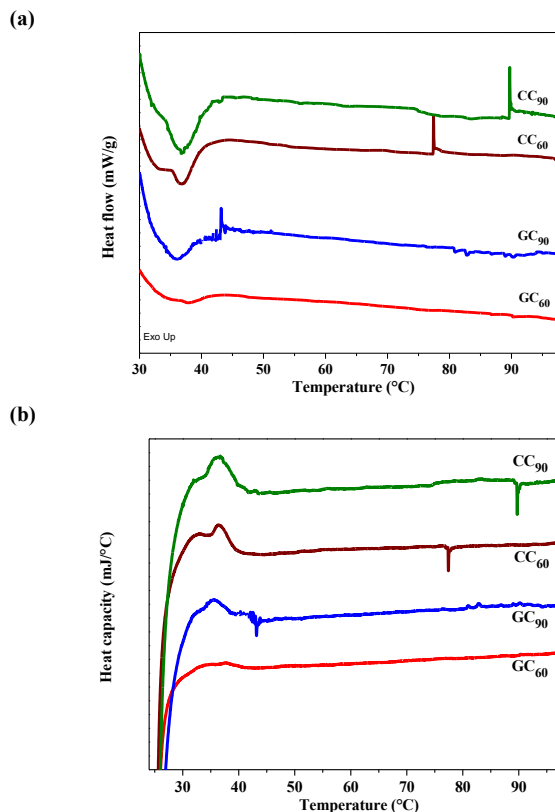 (a)
CC90
CC60
GC90
GC60
Heat flow (mW/g)
Exo Up
30 40 50 60 70 80 90
Temperature (°C)
(b)
CC90
CC60
GC90
GC60
Heat capacity (mJ/°C)
30 40 50 60 70 80 90
Temperature (°C)